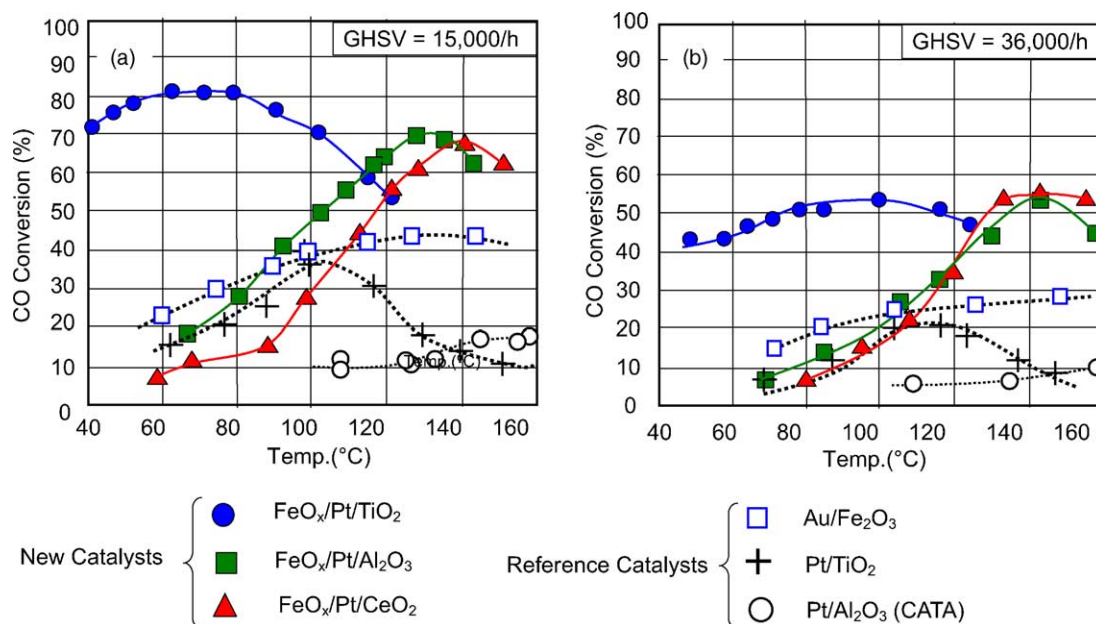 (a)
GHSV = 15,000/h
CO Conversion (%)
100
90
80
70
60
50
40
30
20
10
0
Temp.(°C)
40 60 80 100 120 140 160
Temp.(°C)
(b)
GHSV = 36,000/h
CO Conversion (%)
100
90
80
70
60
50
40
30
20
10
0
40 60 80 100 120 140 160
Temp.(°C)
New Catalysts
FeOₓ/Pt/TiO₂
FeOₓ/Pt/Al₂O₃
FeOₓ/Pt/CeO₂
Reference Catalysts
Au/Fe₂O₃
Pt/TiO₂
Pt/Al₂O₃ (CATA)